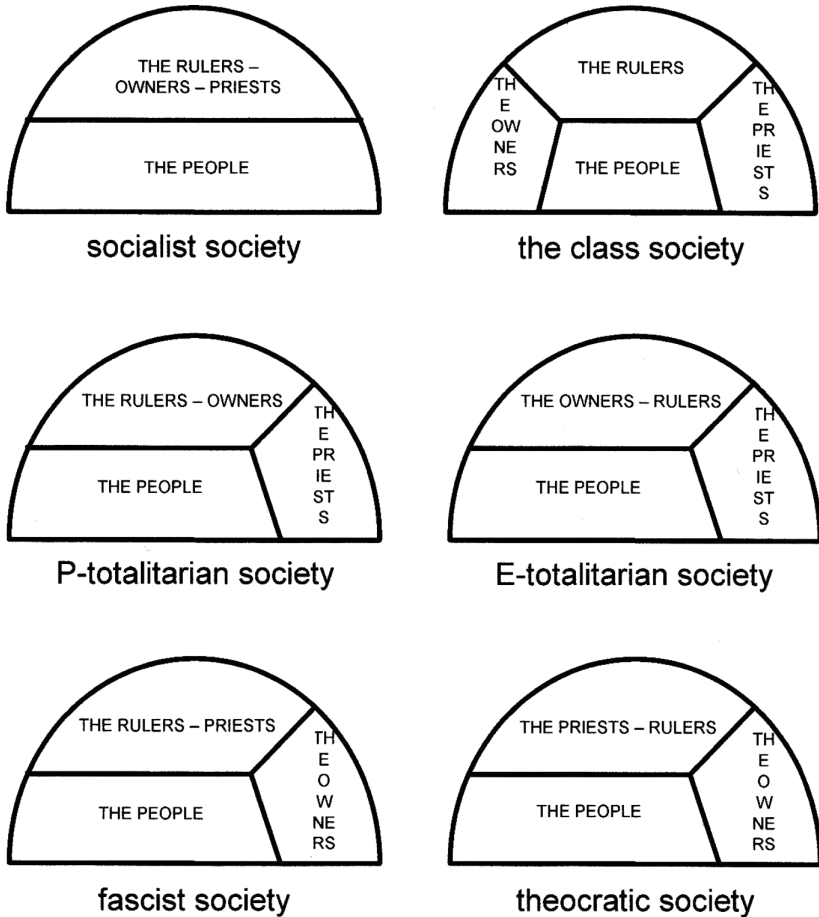 THE RULERS –
OWNERS – PRIESTS
THE PEOPLE
socialist society
THE RULERS
TH
E
OW
NE
RS
THE PEOPLE
TH
E
PR
IE
ST
S
the class society
THE RULERS – OWNERS
THE PEOPLE
TH
E
PR
IE
ST
S
P-totalitarian society
THE OWNERS – RULERS
THE PEOPLE
TH
E
PR
IE
ST
S
E-totalitarian society
THE RULERS – PRIESTS
THE PEOPLE
TH
E
O
W
NE
RS
fascist society
THE PRIESTS – RULERS
THE PEOPLE
TH
E
O
W
NE
RS
theocratic society